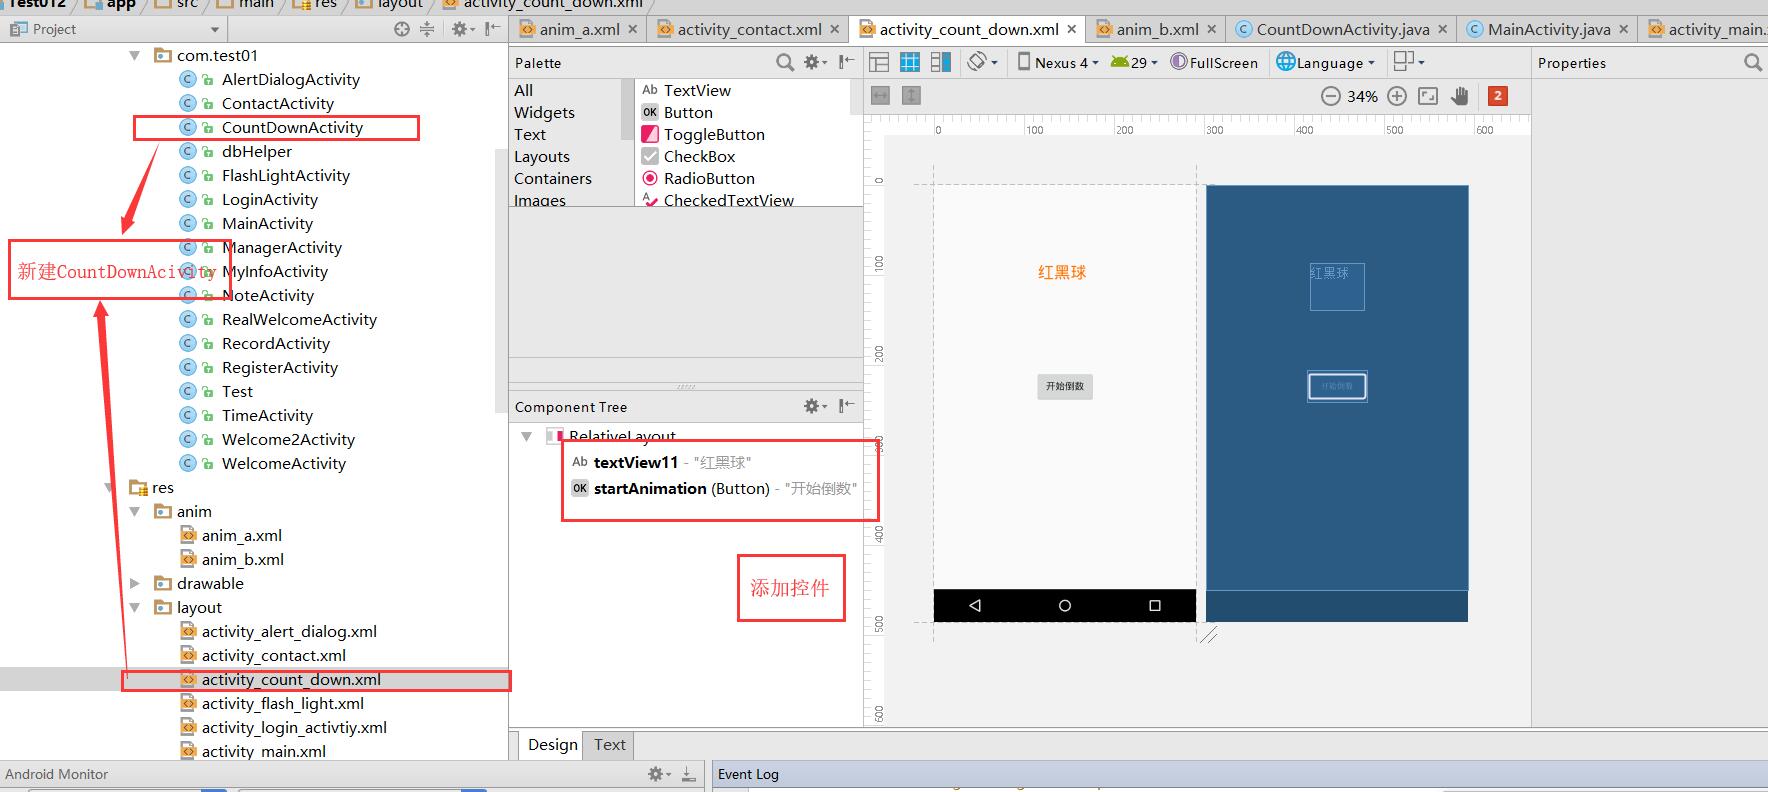 Test012 app src main res layout activity_count_down.xml
Project
anim_a.xml activity_contact.xml activity_count_down.xml anim_b.xml CountDownActivity.java MainActivity.java activity_main.
com.test01
AlertDialogActivity
ContactActivity
CountDownActivity
dbHelper
FlashLightActivity
LoginActivity
MainActivity
ManagerActivity
MyInfoActivity
NoteActivity
RealWelcomeActivity
RecordActivity
RegisterActivity
Test
TimeActivity
Welcome2Activity
WelcomeActivity
新建CountDownAcivity
res
anim
anim_a.xml
anim_b.xml
drawable
layout
activity_alert_dialog.xml
activity_contact.xml
activity_count_down.xml
activity_flash_light.xml
activity_login_activtiy.xml
activity_main.xml
Palette
All
Widgets
Text
Layouts
Containers
Images
Ab TextView
OK Button
ToggleButton
CheckBox
RadioButton
CheckedTextView
Component Tree
RelativeLayout
Ab textView11 - "红黑球"
OK startAnimation (Button) - "开始倒数"
添加控件
Design Text
Nexus 4 29 FullScreen Language
34% 2
0 100 200 300 400 500 600
0
100
200
300
400
500
600
红黑球
开始倒数
红黑球
开始倒数
Properties
Android Monitor
Event Log